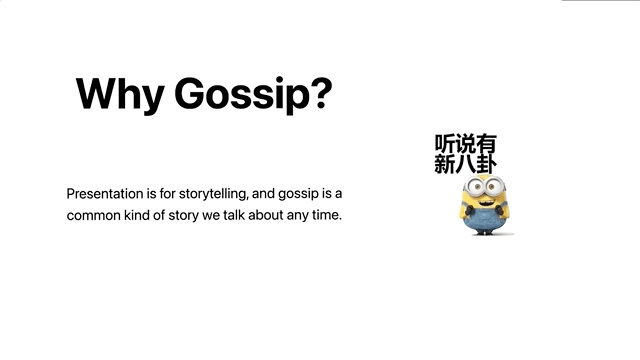 Why Gossip?
Presentation is for storytelling, and gossip is a
common kind of story we talk about any time.
听说有
新八卦